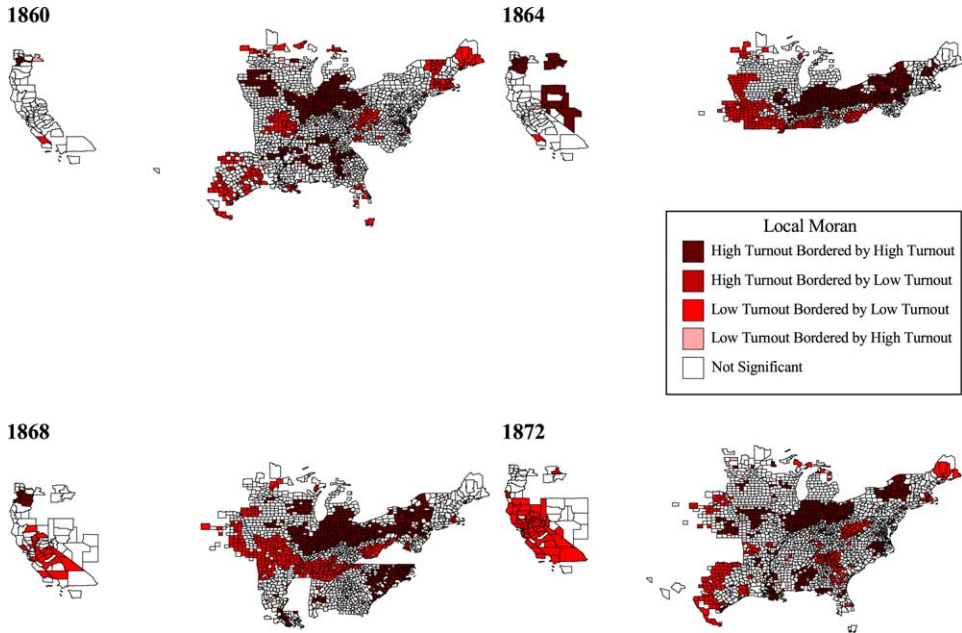 1860
1864
Local Moran
High Turnout Bordered by High Turnout
High Turnout Bordered by Low Turnout
Low Turnout Bordered by Low Turnout
Low Turnout Bordered by High Turnout
Not Significant
1868
1872